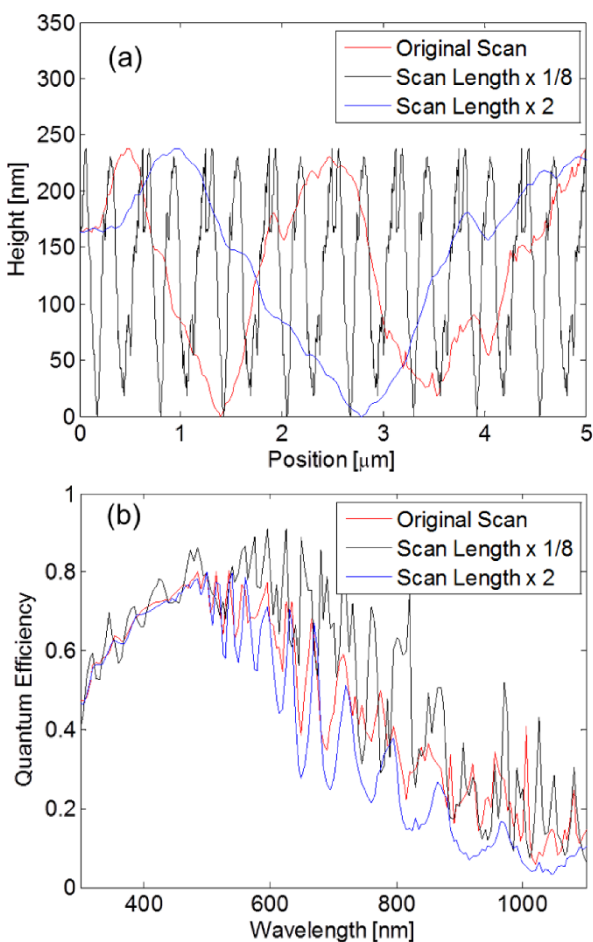 (a)
Original Scan
Scan Length x 1/8
Scan Length x 2
Height [nm]
350
300
250
200
150
100
50
0
0 1 2 3 4 5
Position [μm]
(b)
Original Scan
Scan Length x 1/8
Scan Length x 2
Quantum Efficiency
1
0.8
0.6
0.4
0.2
0
400 600 800 1000
Wavelength [nm]